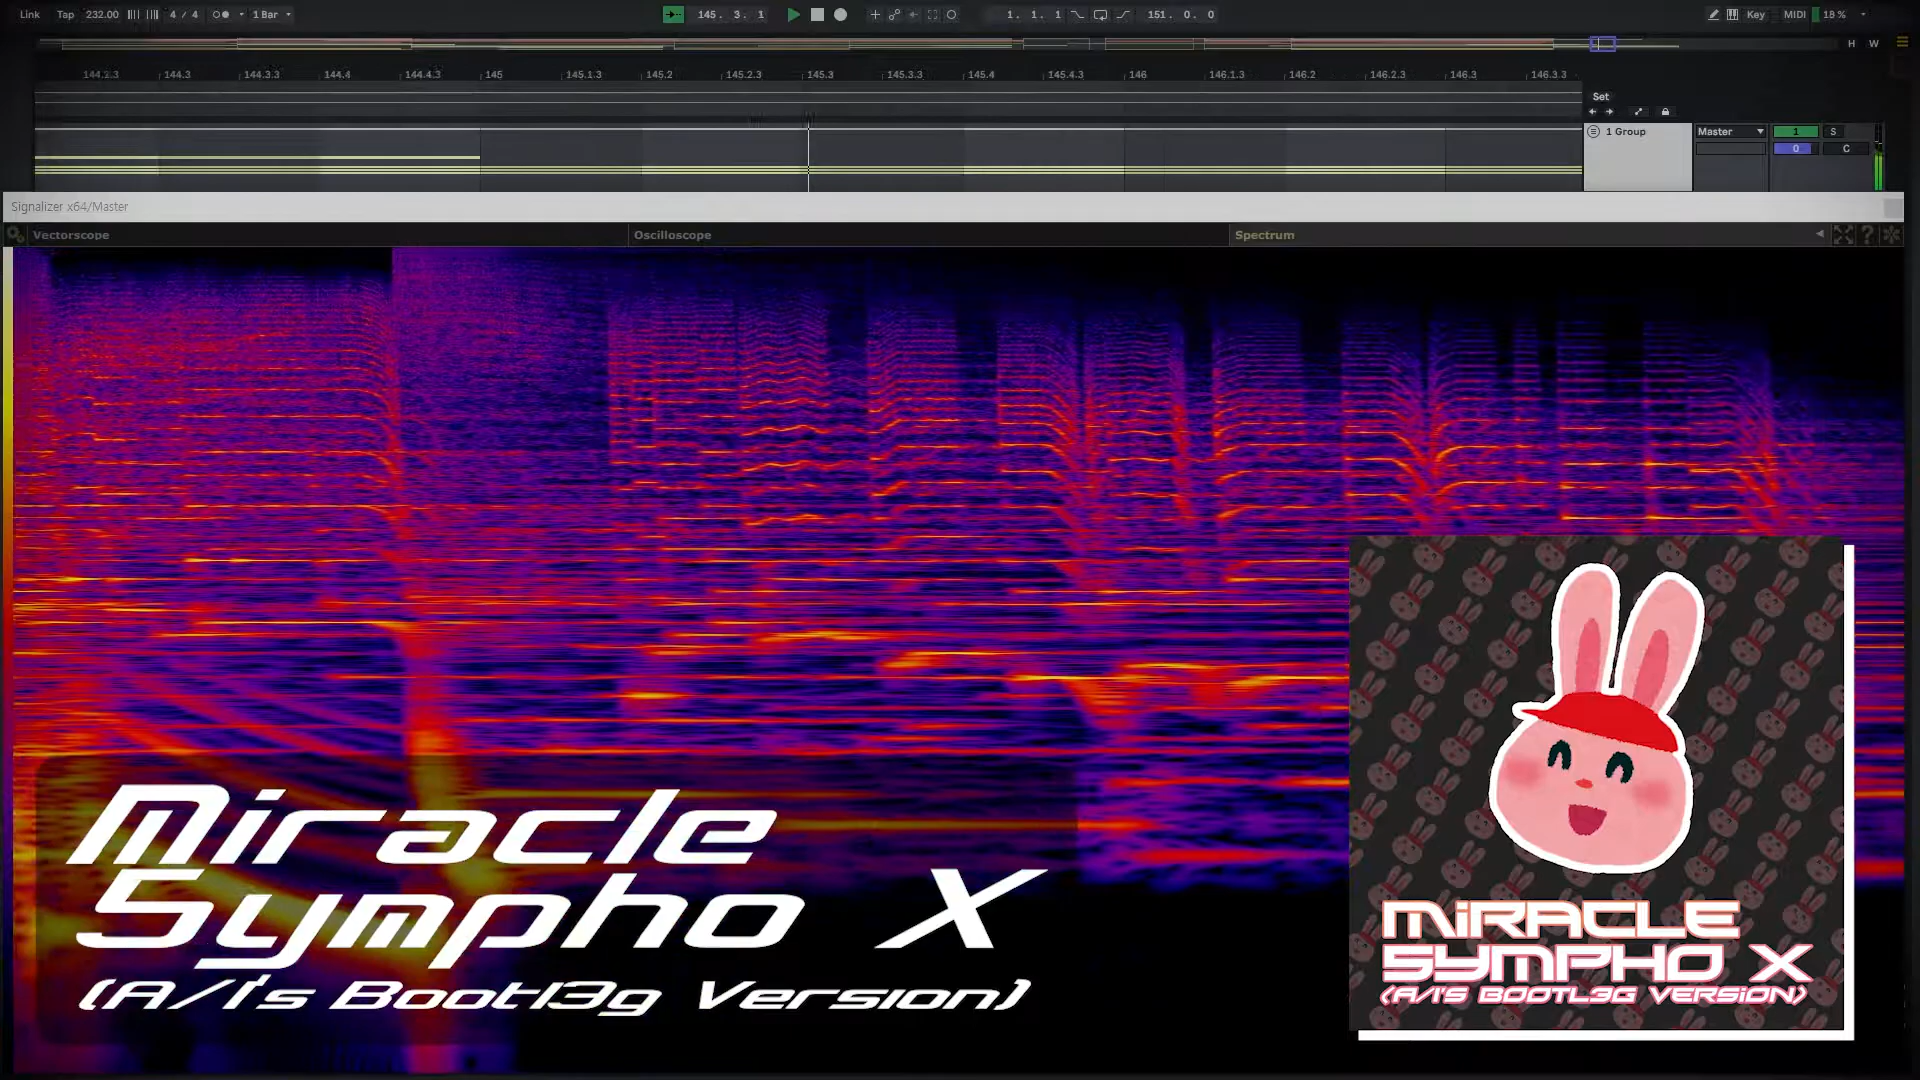 Link Tap 232.00 4 / 4 1 Bar 145. 3. 1 1. 1. 1 151. 0. 0 Key MIDI 18 %
H W
144.2.3 144.3 144.3.3 144.4 144.4.3 145 145.1.3 145.2 145.2.3 145.3 145.3.3 145.4 145.4.3 146 146.1.3 146.2 146.2.3 146.3 146.3.3
Set
1 Group Master 1 S
0 C
Signalizer x64/Master
Vectorscope Oscilloscope Spectrum ?
Miracle
Sympho X
(A/I's Bootl3g Version)
MIRACLE
SYMPHO X
(A/I'S BOOTL3G VERSION)